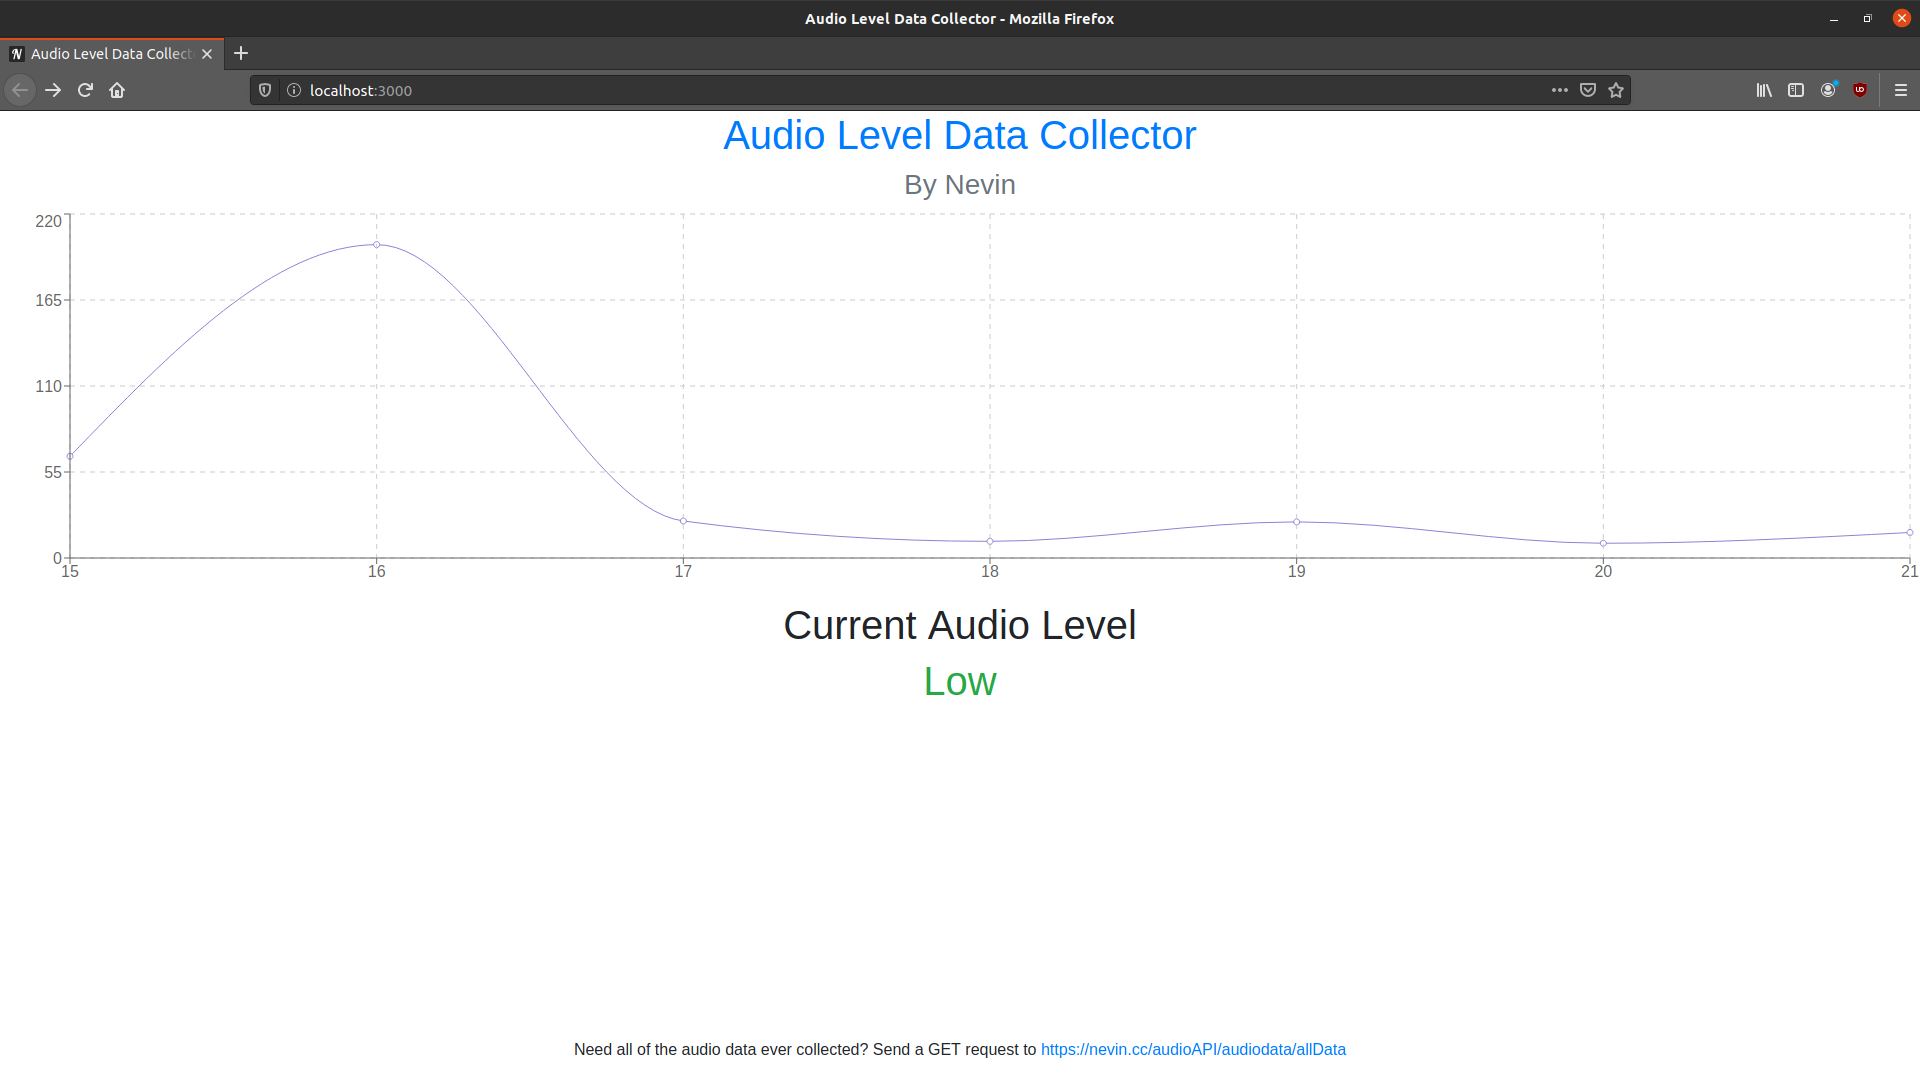 Audio Level Data Collector - Mozilla Firefox
Audio Level Data Collect
localhost:3000
Audio Level Data Collector
By Nevin
220
165
110
55
0
15 16 17 18 19 20 21
Current Audio Level
Low
Need all of the audio data ever collected? Send a GET request to https://nevin.cc/audioAPI/audiodata/allData